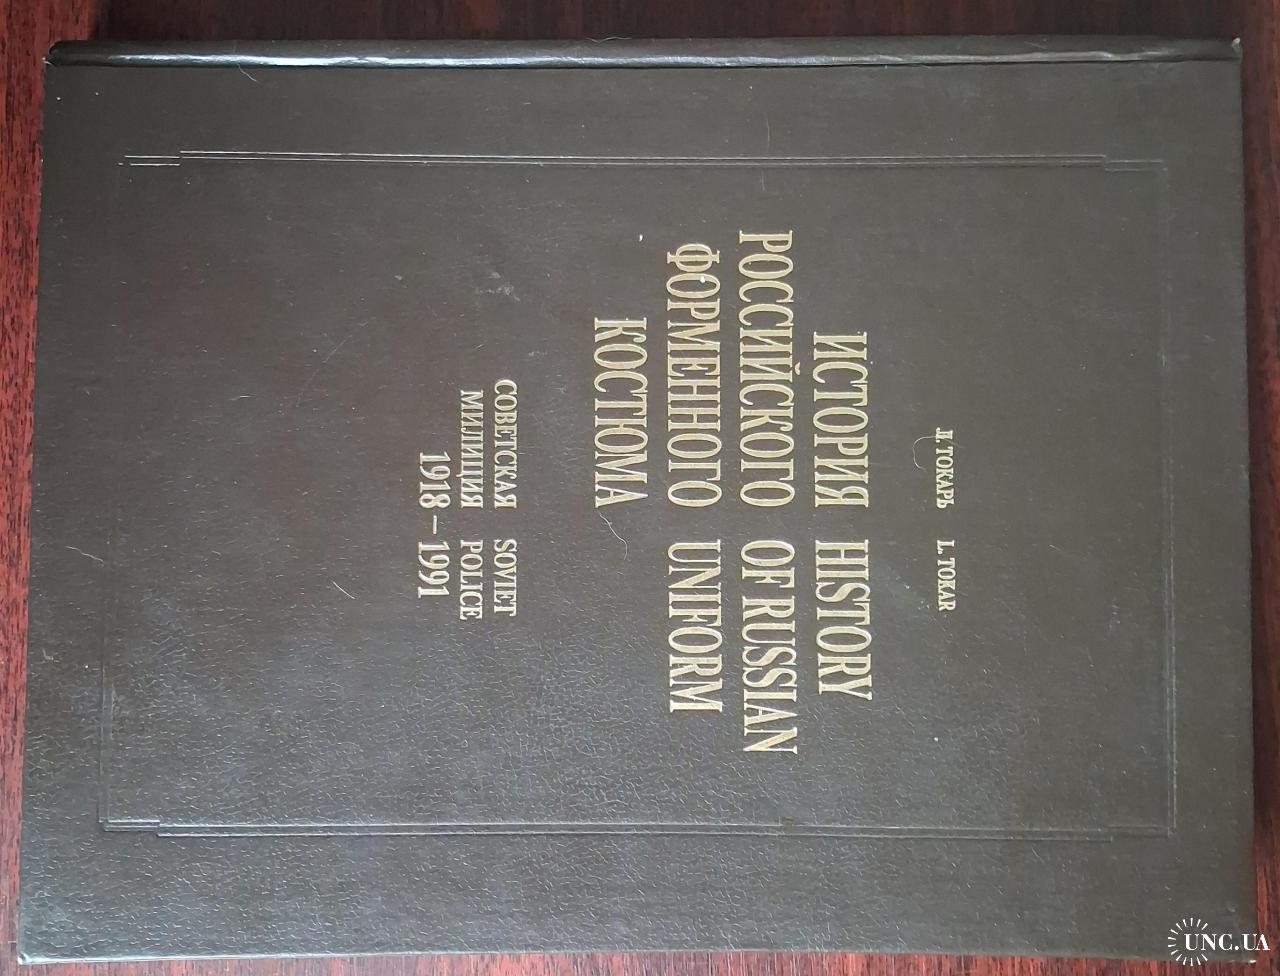 Л. ТОКАРЬ L. TOKAR
ИСТОРИЯ HISTORY
РОССИЙСКОГО OF RUSSIAN
ФОРМЕННОГО UNIFORM
КОСТЮМА
СОВЕТСКАЯ SOVIET
МИЛИЦИЯ POLICE
1918 – 1991
UNC.UA